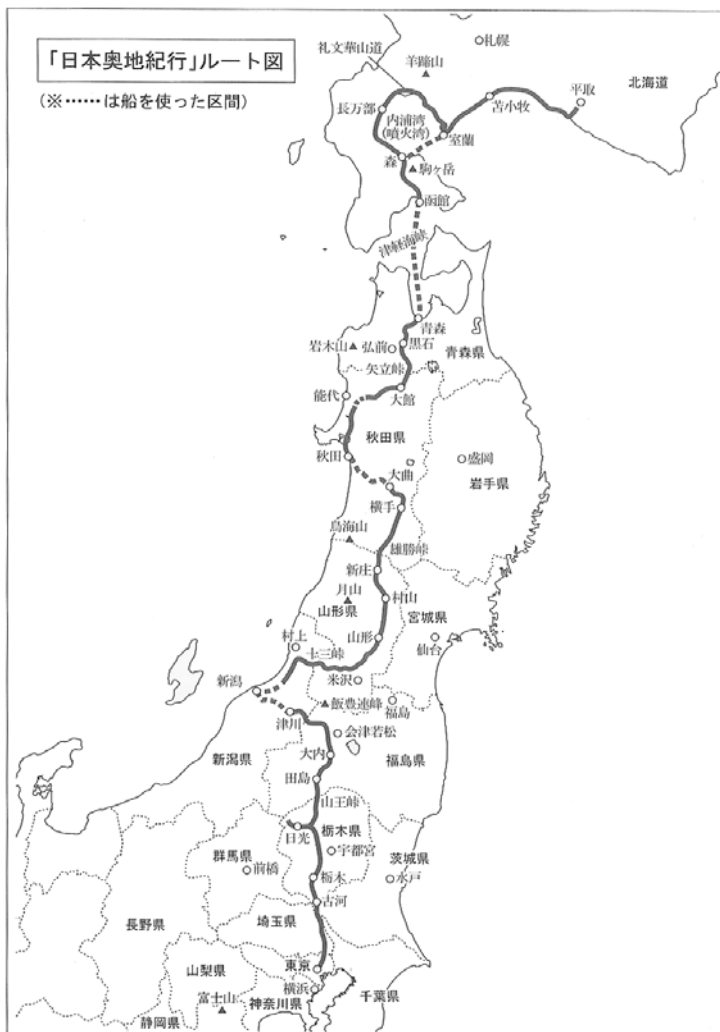 「日本奥地紀行」ルート図
(※……は船を使った区間)
礼文華山道
羊蹄山
札幌
北海道
平取
苫小牧
長万部
内浦湾
(噴火湾)
室蘭
森
駒ヶ岳
函館
津軽海峡
青森
黒石
岩木山
弘前
青森県
矢立峠
能代
大館
秋田県
秋田
盛岡
大曲
岩手県
横手
鳥海山
雄勝峠
新庄
月山
村山
山形県
宮城県
村上
山形
仙台
十三峠
新潟
米沢
飯豊連峰
福島
津川
会津若松
新潟県
大内
福島県
田島
山王峠
日光
栃木県
群馬県
宇都宮
茨城県
前橋
栃木
水戸
古河
長野県
埼玉県
東京
山梨県
横浜
富士山
神奈川県
千葉県
静岡県